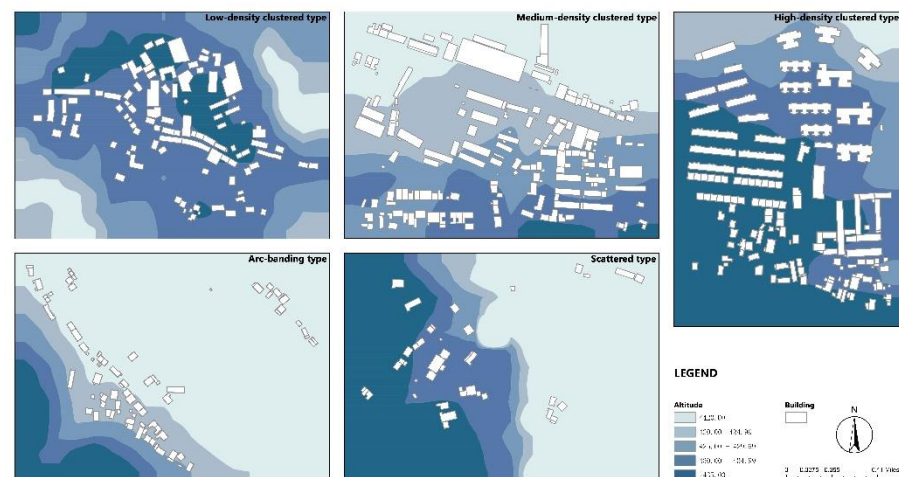 Low-density clustered type
Medium-density clustered type
High-density clustered type
Arc-banding type
Scattered type
LEGEND
Altitude
Building
N